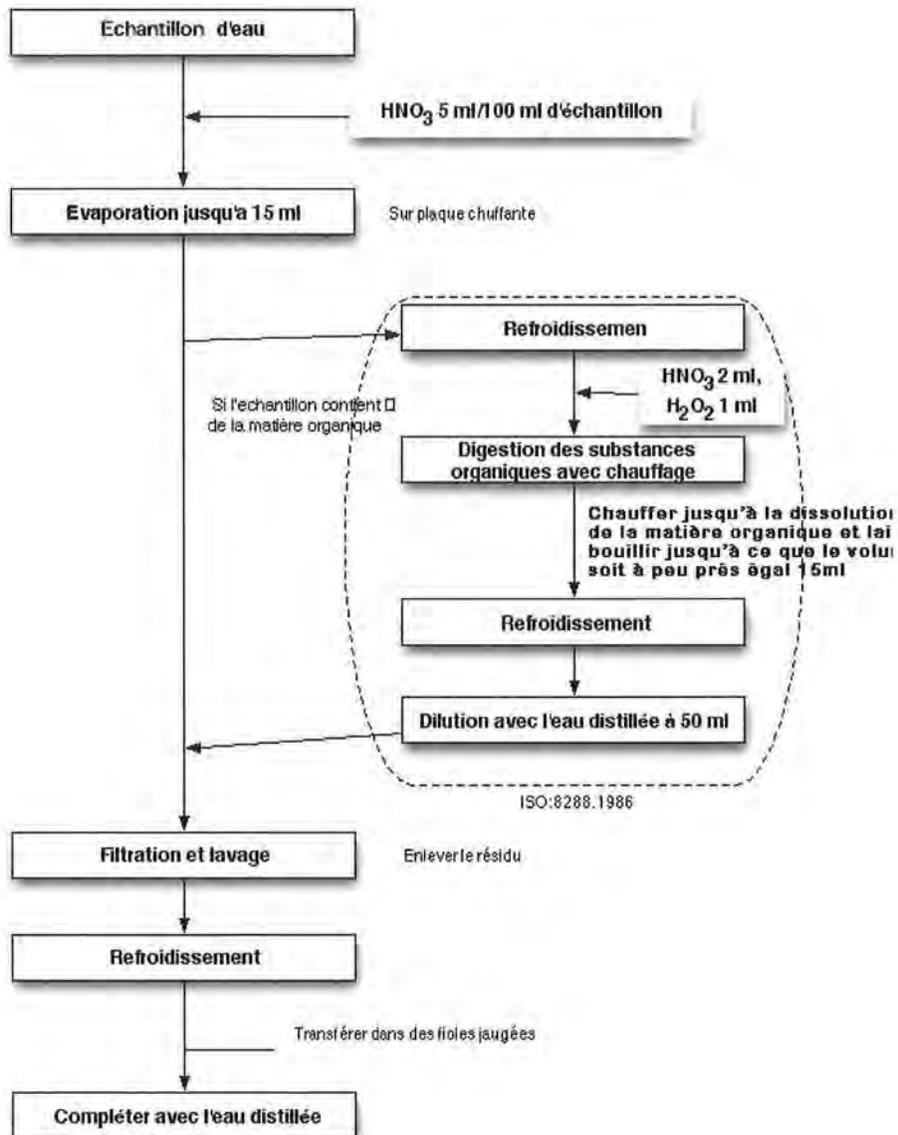 Echantillon d'eau
HNO3 5 ml/100 ml d'échantillon
Evaporation jusqu'a 15 ml
Sur plaque chuffante
Refroidissemen
HNO3 2 ml,
H2O2 1 ml
Si l'echantillon contient
de la matière organique
Digestion des substances
organiques avec chauffage
Chauffer jusqu'à la dissolution
de la matière organique et lai
bouillir jusqu'à ce que le volu
soit à peu près égal 15ml
Refroidissement
Dilution avec l'eau distillée à 50 ml
ISO:8288.1986
Filtration et lavage
Enlever le résidu
Refroidissement
Transférer dans des fioles jaugées
Compléter avec l'eau distillée